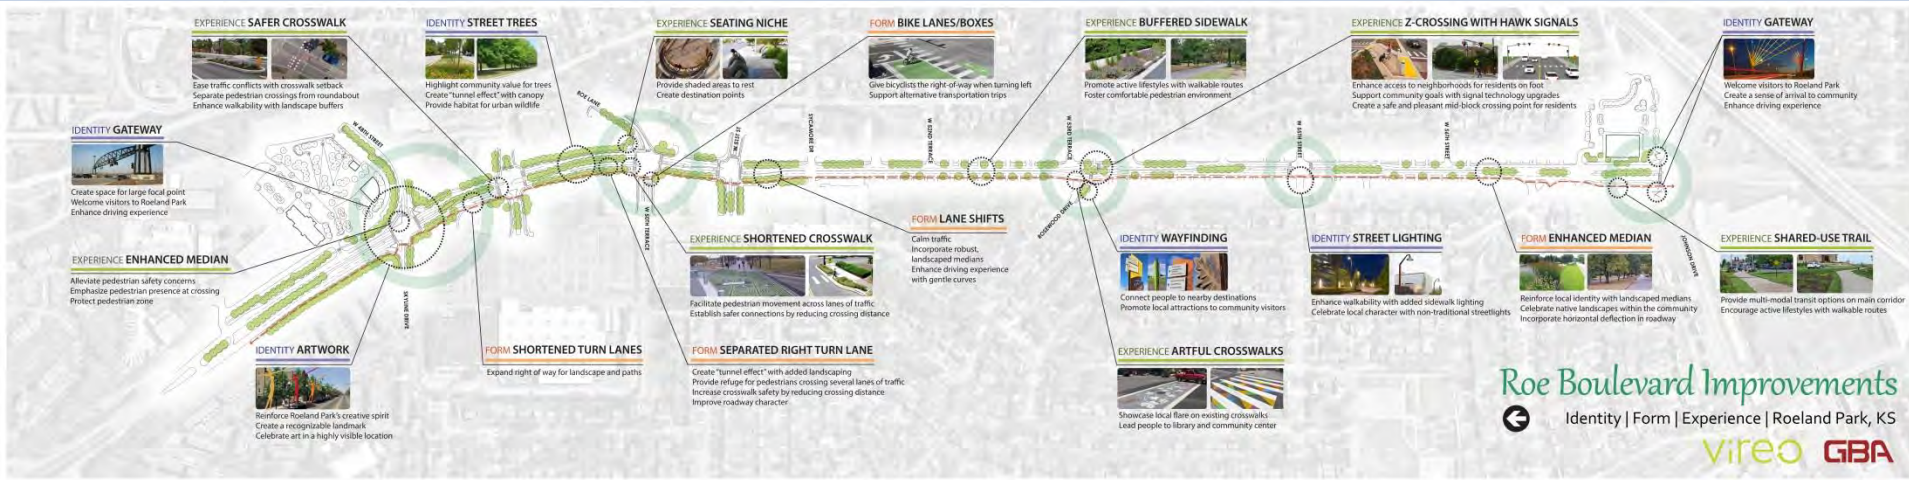 EXPERIENCE SAFER CROSSWALK
Ease traffic conflicts with crosswalk setback
Separate pedestrian crossings from roundabout
Enhance walkability with landscape buffers
IDENTITY STREET TREES
Highlight community value for trees
Create "tunnel effect" with canopy
Provide habitat for urban wildlife
EXPERIENCE SEATING NICHE
Provide shaded areas to rest
Create destination points
FORM BIKE LANES/BOXES
Give bicyclists the right-of-way when turning left
Support alternative transportation trips
EXPERIENCE BUFFERED SIDEWALK
Promote active lifestyles with walkable routes
Foster comfortable pedestrian environment
EXPERIENCE Z-CROSSING WITH HAWK SIGNALS
Enhance access to neighborhoods for residents on foot
Support community goals with signal technology upgrades
Create a safe and pleasant mid-block crossing point for residents
IDENTITY GATEWAY
Welcome visitors to Roeland Park
Create a sense of arrival to community
Enhance driving experience
IDENTITY GATEWAY
Create space for large focal point
Welcome visitors to Roeland Park
Enhance driving experience
W 48TH STREET
ROE LANE
W 50TH TERRACE
W 51ST ST
SYCAMORE DR
W 52ND TERRACE
W 53RD TERRACE
ROSEWOOD DRIVE
W 55TH STREET
W 56TH STREET
JOHNSON DRIVE
SKYLINE DRIVE
EXPERIENCE ENHANCED MEDIAN
Alleviate pedestrian safety concerns
Emphasize pedestrian presence at crossing
Protect pedestrian zone
EXPERIENCE SHORTENED CROSSWALK
Facilitate pedestrian movement across lanes of traffic
Establish safer connections by reducing crossing distance
FORM LANE SHIFTS
Calm traffic
Incorporate robust,
landscaped medians
Enhance driving experience
with gentle curves
IDENTITY WAYFINDING
Connect people to nearby destinations
Promote local attractions to community visitors
IDENTITY STREET LIGHTING
Enhance walkability with added sidewalk lighting
Celebrate local character with non-traditional streetlights
FORM ENHANCED MEDIAN
Reinforce local identity with landscaped medians
Celebrate native landscapes within the community
Incorporate horizontal deflection in roadway
EXPERIENCE SHARED-USE TRAIL
Provide multi-modal transit options on main corridor
Encourage active lifestyles with walkable routes
IDENTITY ARTWORK
Reinforce Roeland Park's creative spirit
Create a recognizable landmark
Celebrate art in a highly visible location
FORM SHORTENED TURN LANES
Expand right of way for landscape and paths
FORM SEPARATED RIGHT TURN LANE
Create "tunnel effect" with added landscaping
Provide refuge for pedestrians crossing several lanes of traffic
Increase crosswalk safety by reducing crossing distance
Improve roadway character
EXPERIENCE ARTFUL CROSSWALKS
Showcase local flare on existing crosswalks
Lead people to library and community center
Roe Boulevard Improvements
Identity | Form | Experience | Roeland Park, KS
vireo GBA